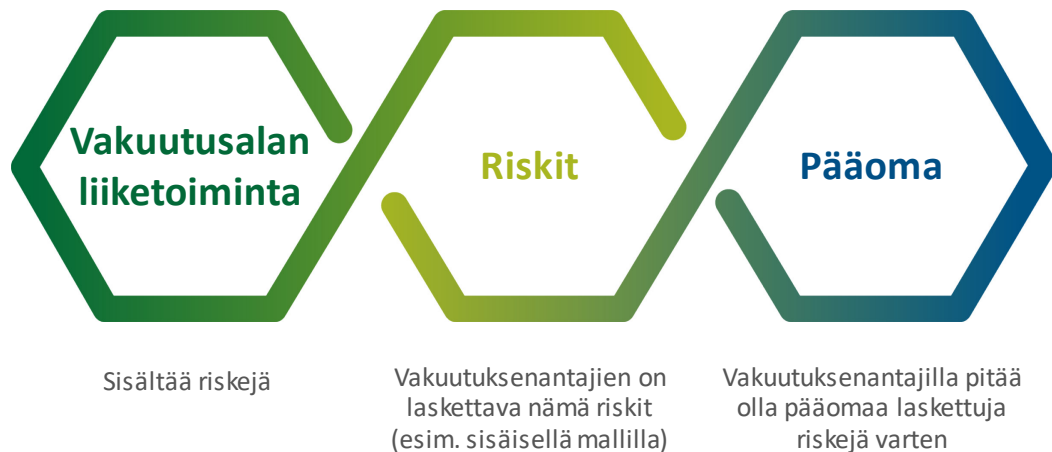 Vakuutusalan
liiketoiminta
Riskit
Pääoma
Sisältää riskejä
Vakuutuksenantajien on
laskettava nämä riskit
(esim. sisäisellä mallilla)
Vakuutuksenantajilla pitää
olla pääomaa laskettuja
riskejä varten